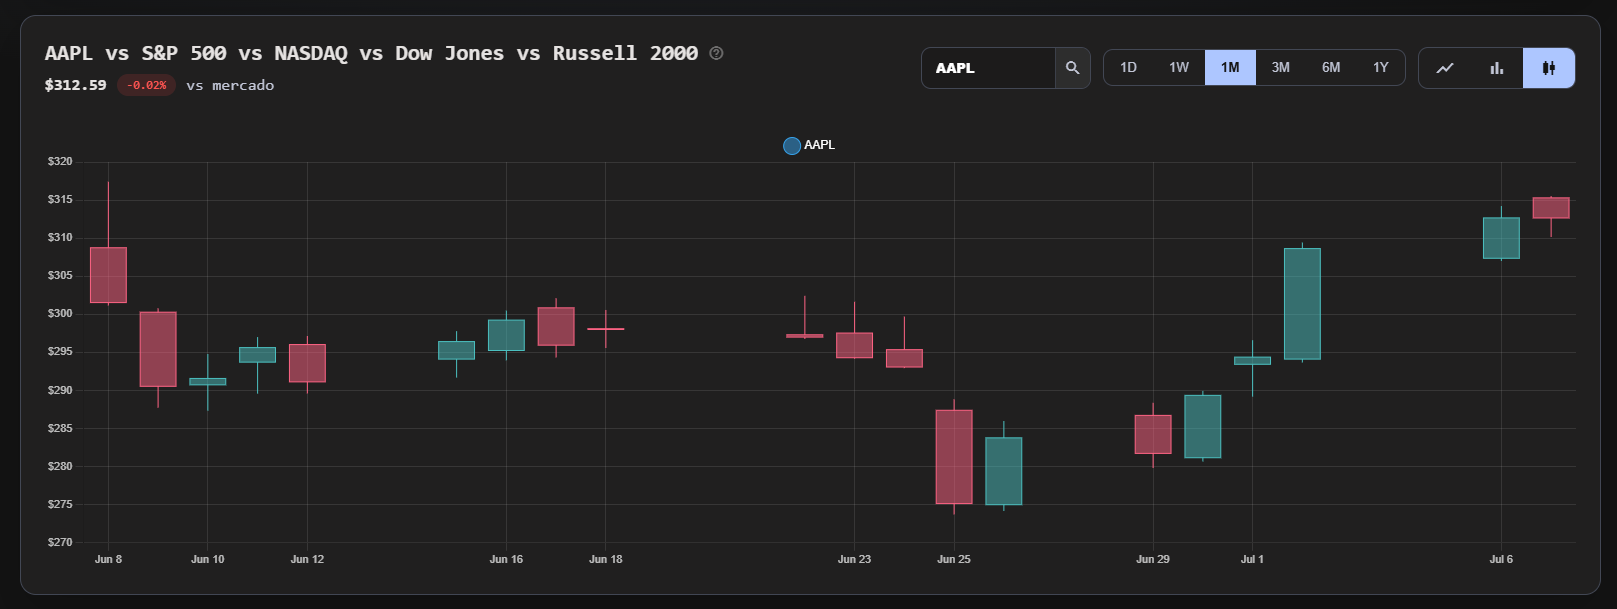 AAPL vs S&P 500 vs NASDAQ vs Dow Jones vs Russell 2000 ?
$312.59 -0.02% vs mercado
AAPL
1D 1W 1M 3M 6M 1Y
AAPL
$320
$315
$310
$305
$300
$295
$290
$285
$280
$275
$270
Jun 8 Jun 10 Jun 12 Jun 16 Jun 18 Jun 23 Jun 25 Jun 29 Jul 1 Jul 6